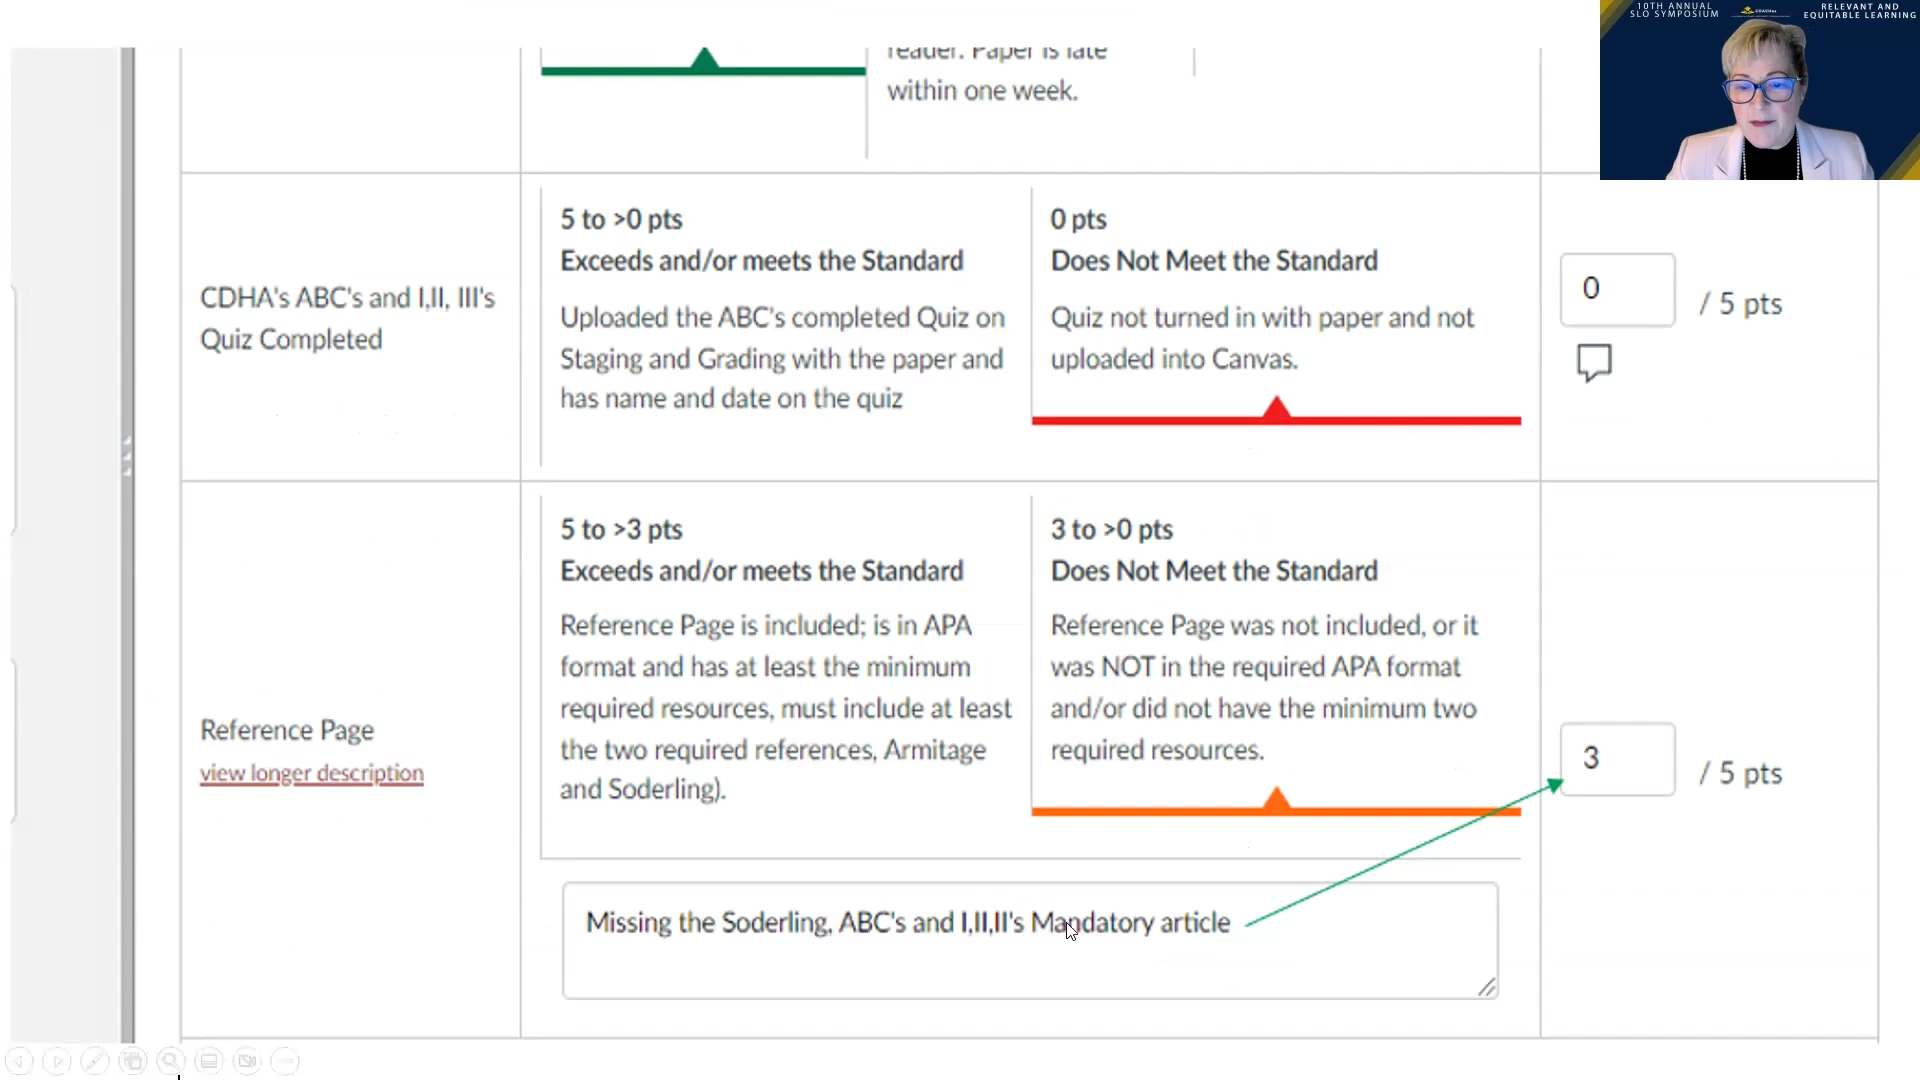 10TH ANNUAL
SLO SYMPOSIUM
RELEVANT AND
EQUITABLE LEARNING
reader. Paper is late
within one week.
CDHA's ABC's and I,II, III's
Quiz Completed
5 to >0 pts
Exceeds and/or meets the Standard
Uploaded the ABC's completed Quiz on
Staging and Grading with the paper and
has name and date on the quiz
0 pts
Does Not Meet the Standard
Quiz not turned in with paper and not
uploaded into Canvas.
0 / 5 pts
Reference Page
view longer description
5 to >3 pts
Exceeds and/or meets the Standard
Reference Page is included; is in APA
format and has at least the minimum
required resources, must include at least
the two required references, Armitage
and Soderling).
3 to >0 pts
Does Not Meet the Standard
Reference Page was not included, or it
was NOT in the required APA format
and/or did not have the minimum two
required resources.
3 / 5 pts
Missing the Soderling, ABC's and I,II,II's Mandatory article